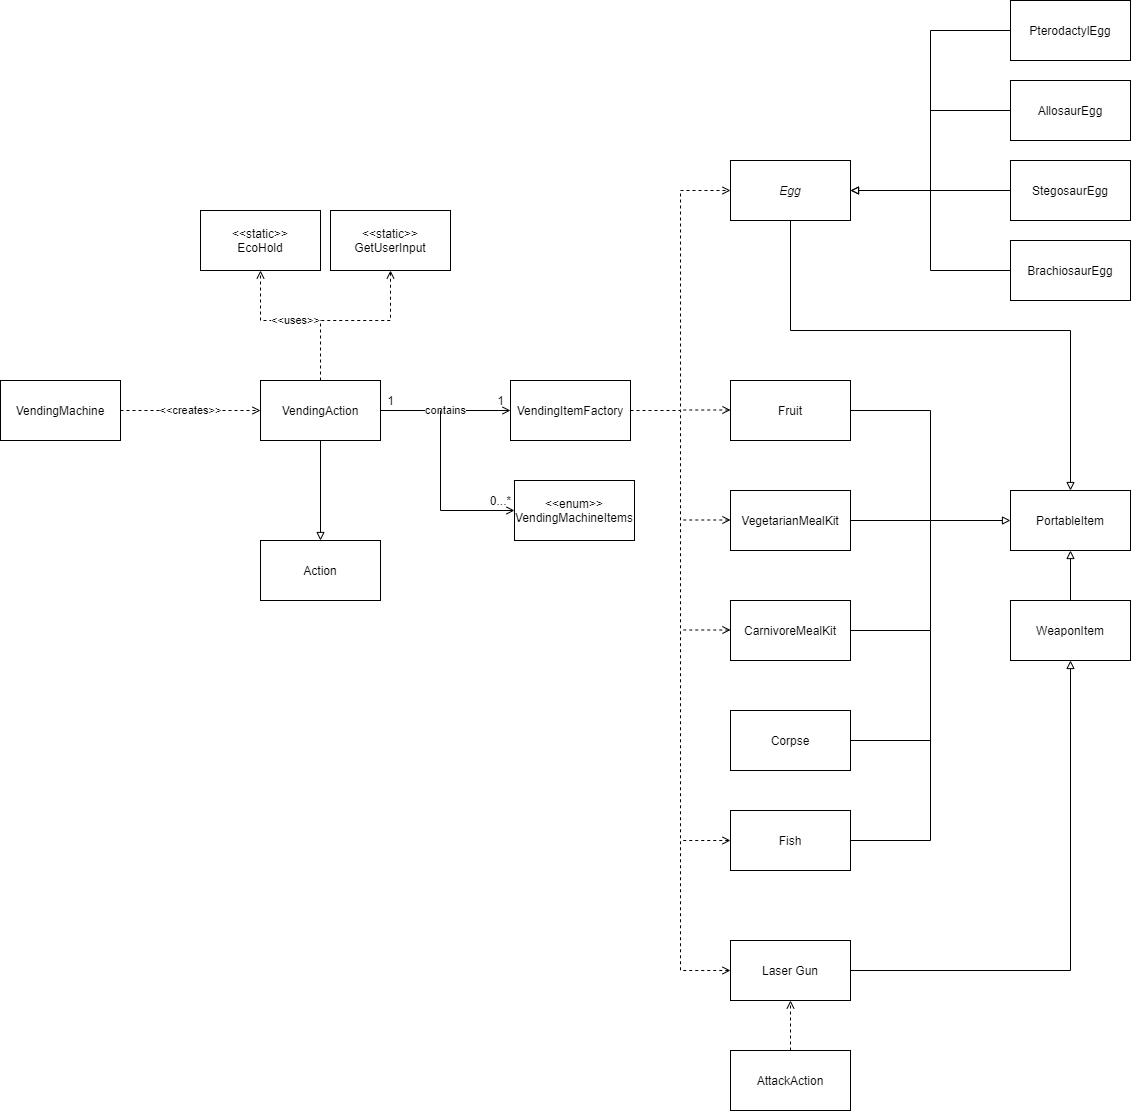 PterodactylEgg
AllosaurEgg
Egg
StegosaurEgg
<<static>>
EcoHold
<<static>>
GetUserInput
BrachiosaurEgg
<<uses>>
VendingMachine
<<creates>>
VendingAction
1
contains
1
VendingItemFactory
Fruit
0...*
<<enum>>
VendingMachineItems
VegetarianMealKit
PortableItem
Action
CarnivoreMealKit
WeaponItem
Corpse
Fish
Laser Gun
AttackAction